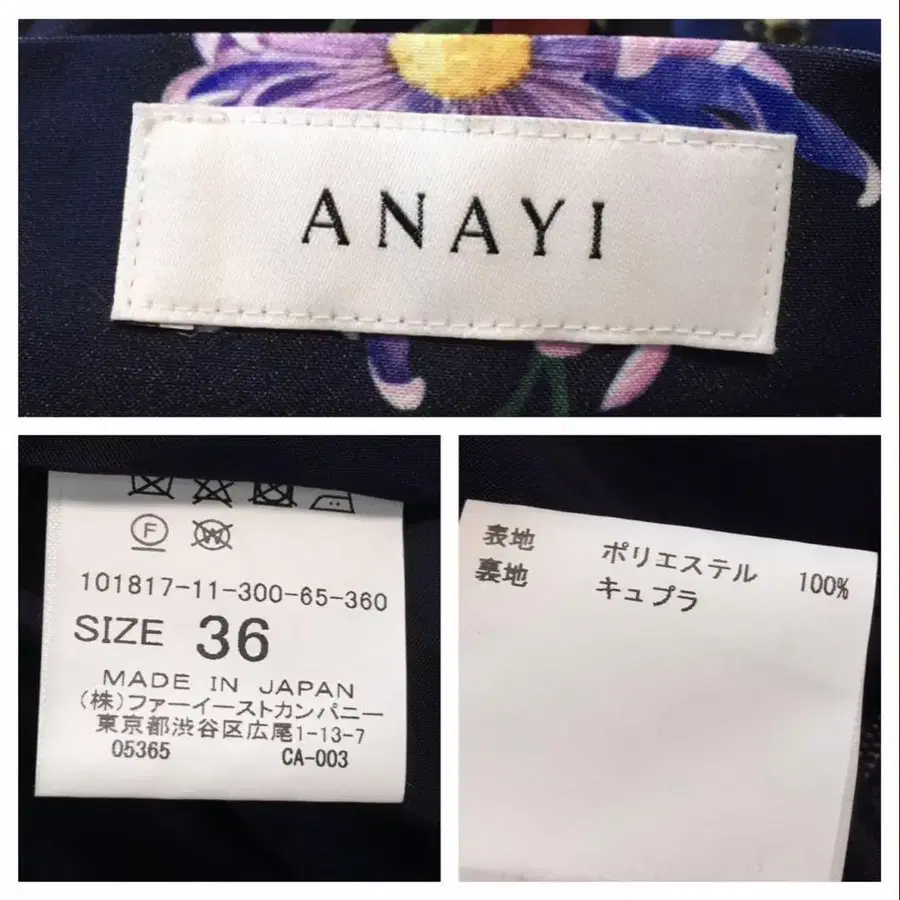 ANAYI
F
W
101817-11-300-65-360
SIZE 36
MADE IN JAPAN
(株)ファーイーストカンパニー
東京都渋谷区広尾1-13-7
05365 CA-003
表地 ポリエステル 100%
裏地 キュプラ